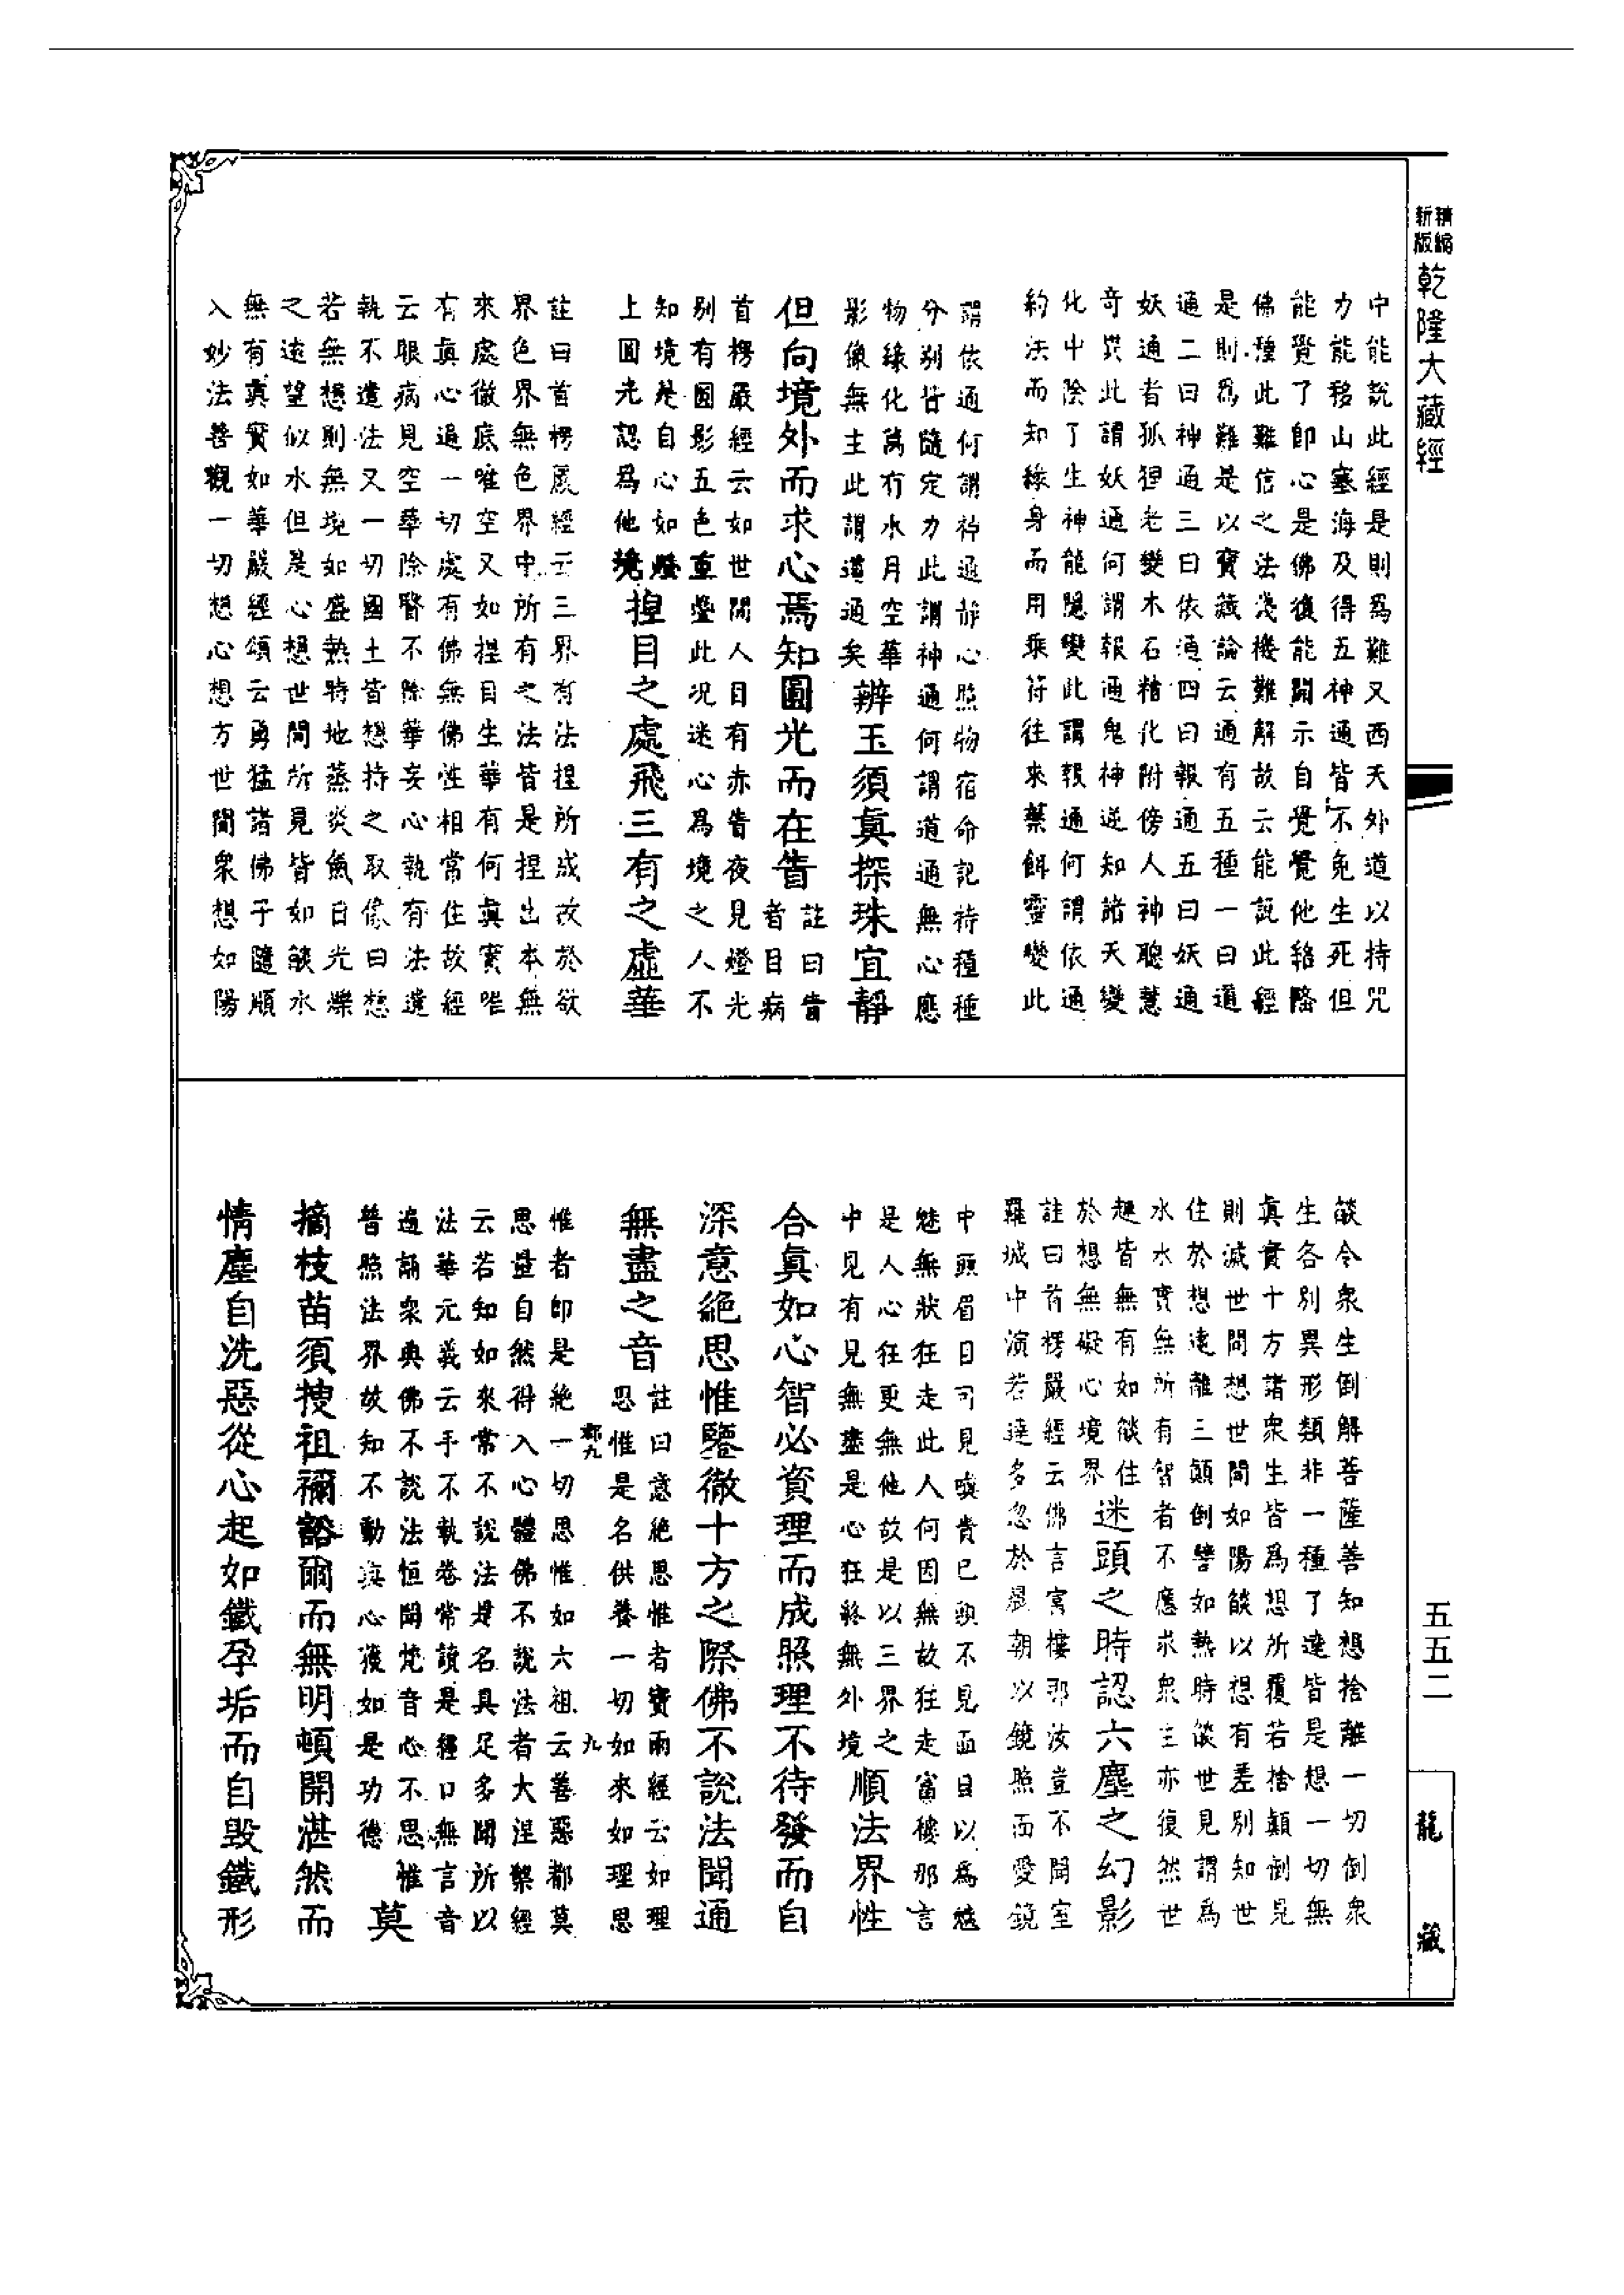 精縮新版
乾隆大藏經
中能說此經是則為難又西天外道以持咒
力能移山塞海及得五神通皆不免生死但
能覺了即心是佛復能開示自覺覺他紹隆
佛種此難信之法淺機難解故云能說此經
是則為難是以寶藏論云通有五種一曰道
通二曰神通三曰依通四曰報通五曰妖通
妖通者狐狸老變木石精化附傍人神聰慧
奇異此謂妖通何謂報通鬼神逆知諸天變
化中陰了生神龍隱變此謂報通何謂依通
約法而知緣身而用乘符往來藥餌靈變此
謂依通何謂神通靜心照物宿命記持種種
分別皆隨定力此謂神通何謂道通無心應
物緣化萬有水月空華
影像無主此謂道通矣 辨玉須真探珠宜靜
但向境外而求心焉知圓光而在眚 註曰眚
者目病
首楞嚴經云如世間人目有赤眚夜見燈光
別有圓影五色重疊此況迷心為境之人不
知境是自心如燈
上圓光認為他境 捏目之處飛三有之虛華
註曰首楞嚴經云三界有法捏所成故於欲
界色界無色界中所有之法皆是捏出本無
來處徹底唯空又如捏目生華有何真實唯
有真心遍一切處有佛無佛性相常住故經
云眼病見空華除翳不除華妄心執有法遣
執不遣法又一切國土皆想持之取像曰想
若無想則無境如盛熱時地蒸炎氣日光爍
之遠望似水但是心想世間所見皆如燄水
無有真實如華嚴經頌云勇猛諸佛子隨順
入妙法善觀一切想心想方世間眾想如陽
燄令眾生倒解菩薩善知想捨離一切倒眾
生各別異形類非一種了達皆是想一切無
真實十方諸眾生皆為想所覆若捨顛倒見
則滅世間想世間如陽燄以想有差別知世
住於想遠離三顛倒譬如熱時燄世見謂為
水水實無所有智者不應求眾生亦復然世
趣皆無有如燄住
於想無礙心境界 迷頭之時認六塵之幻影
註曰首楞嚴經云佛言富樓那汝豈不聞室
羅城中演若達多忽於晨朝以鏡照面愛鏡
中頭眉目可見嗔責已頭不見面目以為魑
魅無狀狂走此人何因無故狂走富樓那言
是人心狂更無他故是以三界之
中見有見無盡是心狂終無外境 順法界性
合真如心智必資理而成照理不待發而自
深意絕思惟鑒徹十方之際佛不說法聞通
無盡之音 註曰意絕思惟者寶雨經云如理
思惟是名供養一切如來如理思
九
惟者即是絕一切思惟如六祖云善惡都莫
思量自然得入心體佛不說法者大涅槃經
云若知如來常不說法是名具足多聞所以
法華元義云手不執卷常讀是經口無言音
遍誦眾典佛不說法恒聞梵音心不思惟
普照法界故知不動真心獲如是功德 莫
摘枝苗須搜祖禰豁爾而無明頓開湛然而
情塵自洗惡從心起如鐵孕垢而自毀鐵形
五五二
龍藏